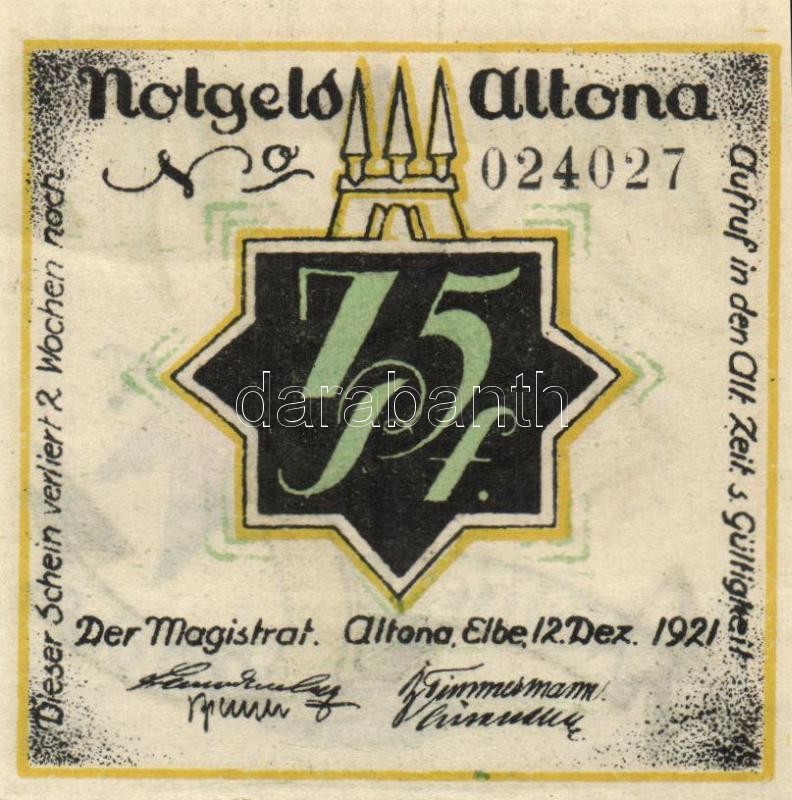 Notgeld Altona
No 024027
75
Pf.
Dieser Schein verliert 2 Wochen nach
Aufruf in den Alt. Zeit. s. Gültigkeit
Der Magistrat. Altona, Elbe, 12. Dez. 1921
Timmermann.
darabanth